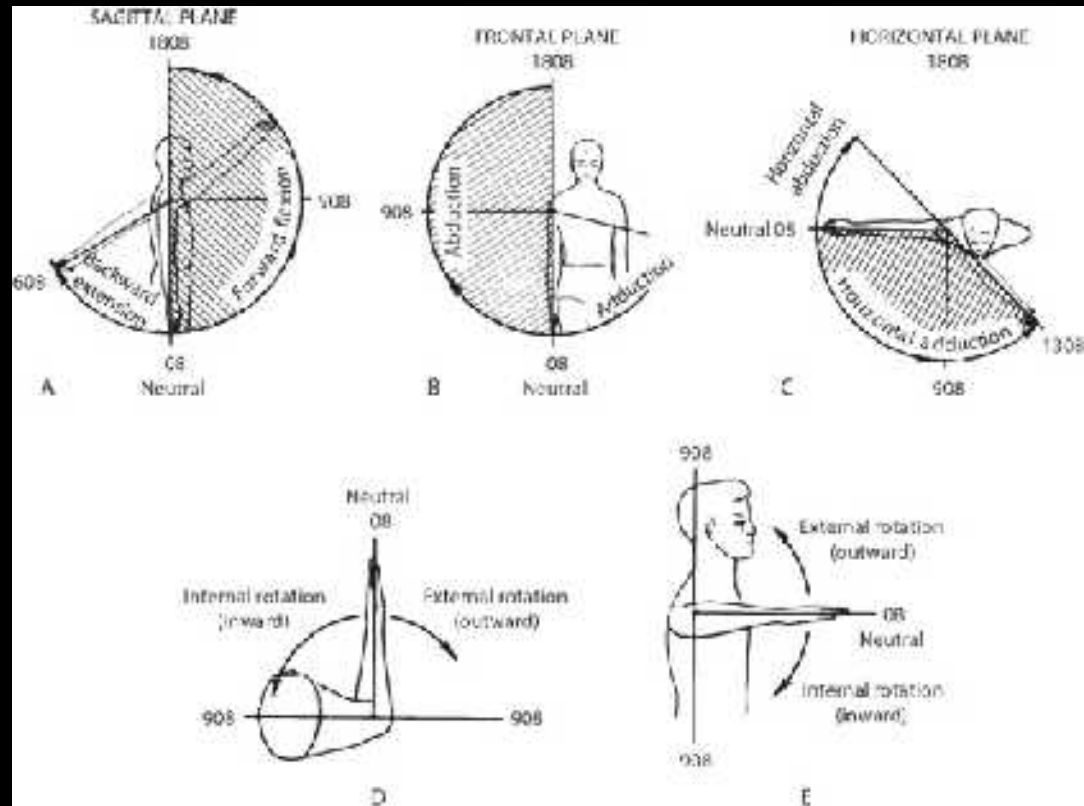 SAGITTAL PLANE
1808
908
Forward flexion
Backward
extension
608
08
Neutral
A
FRONTAL PLANE
1808
908
Abduction
Adduction
08
Neutral
B
HORIZONTAL PLANE
1808
Horizontal
abduction
Neutral 08
Horizontal adduction
1308
908
C
Neutral
08
Internal rotation
(inward)
External rotation
(outward)
908
908
D
908
External rotation
(outward)
08
Neutral
Internal rotation
(inward)
908
E